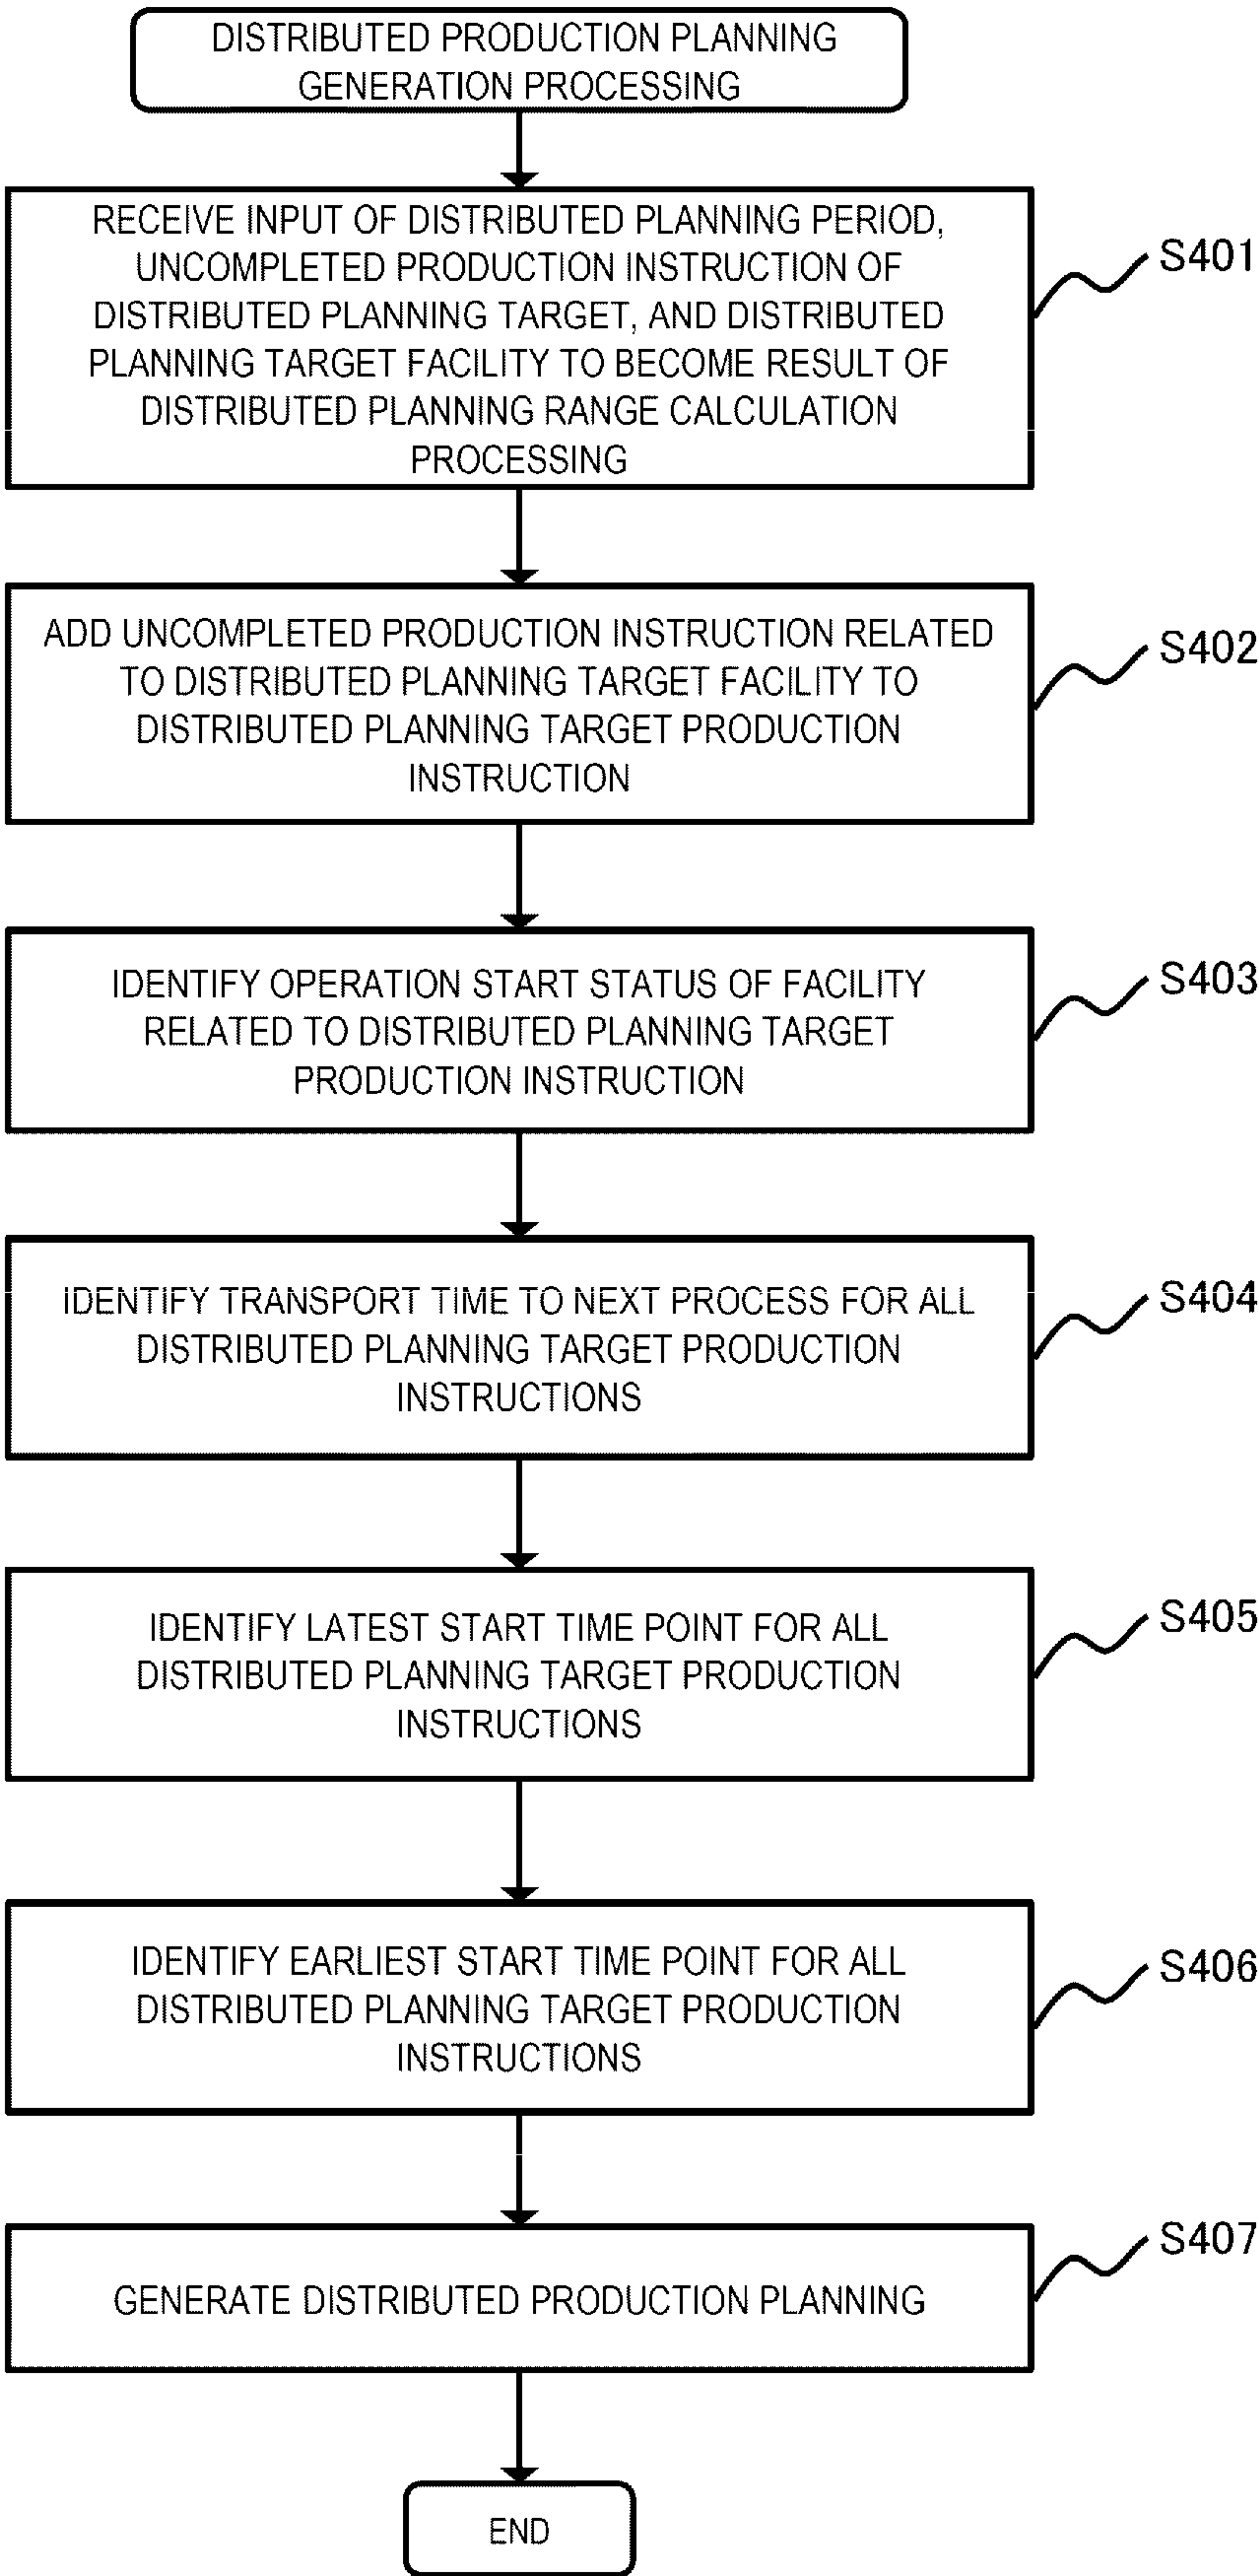 DISTRIBUTED PRODUCTION PLANNING
GENERATION PROCESSING
RECEIVE INPUT OF DISTRIBUTED PLANNING PERIOD,
UNCOMPLETED PRODUCTION INSTRUCTION OF
DISTRIBUTED PLANNING TARGET, AND DISTRIBUTED
PLANNING TARGET FACILITY TO BECOME RESULT OF
DISTRIBUTED PLANNING RANGE CALCULATION
PROCESSING
S401
ADD UNCOMPLETED PRODUCTION INSTRUCTION RELATED
TO DISTRIBUTED PLANNING TARGET FACILITY TO
DISTRIBUTED PLANNING TARGET PRODUCTION
INSTRUCTION
S402
IDENTIFY OPERATION START STATUS OF FACILITY
RELATED TO DISTRIBUTED PLANNING TARGET
PRODUCTION INSTRUCTION
S403
IDENTIFY TRANSPORT TIME TO NEXT PROCESS FOR ALL
DISTRIBUTED PLANNING TARGET PRODUCTION
INSTRUCTIONS
S404
IDENTIFY LATEST START TIME POINT FOR ALL
DISTRIBUTED PLANNING TARGET PRODUCTION
INSTRUCTIONS
S405
IDENTIFY EARLIEST START TIME POINT FOR ALL
DISTRIBUTED PLANNING TARGET PRODUCTION
INSTRUCTIONS
S406
GENERATE DISTRIBUTED PRODUCTION PLANNING
S407
END